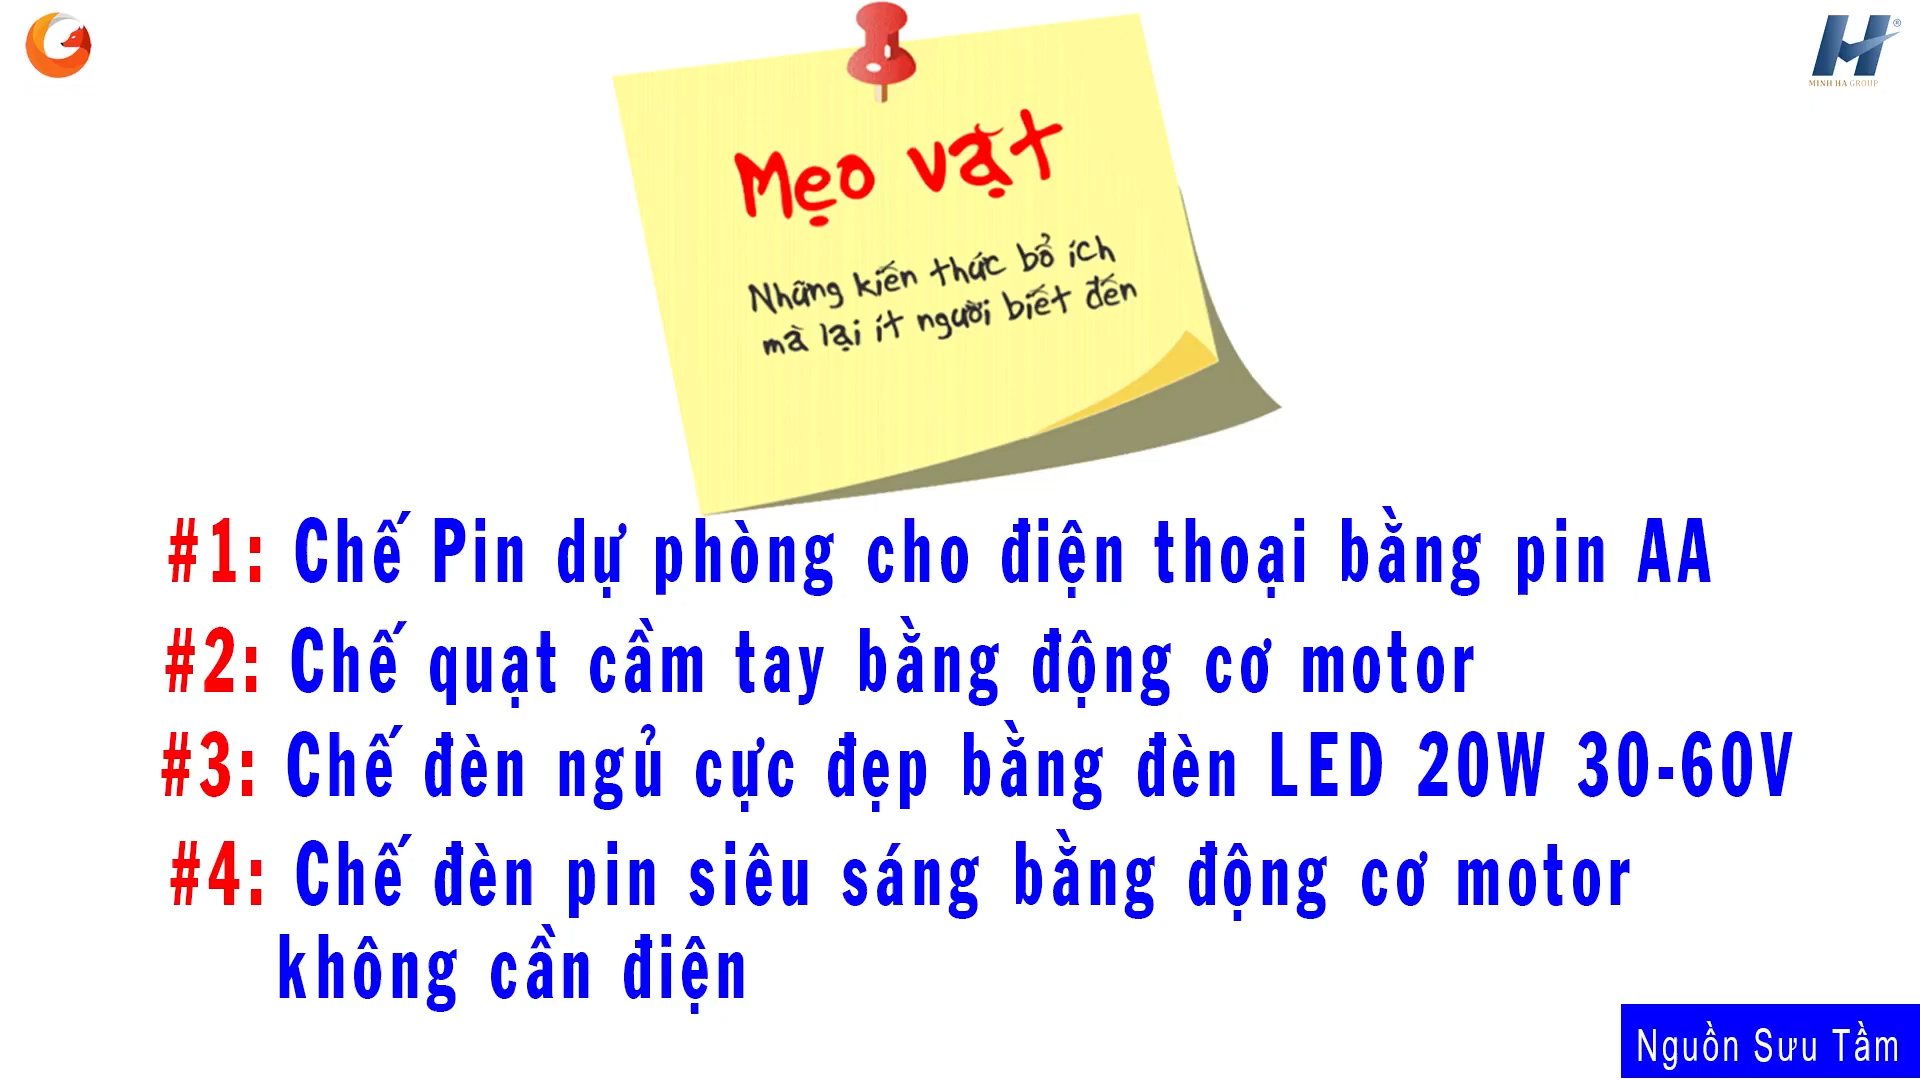 MINH HA GROUP
Mẹo vặt
Những kiến thức bổ ích
mà lại ít người biết đến
#1: Chế Pin dự phòng cho điện thoại bằng pin AA
#2: Chế quạt cầm tay bằng động cơ motor
#3: Chế đèn ngủ cực đẹp bằng đèn LED 20W 30-60V
#4: Chế đèn pin siêu sáng bằng động cơ motor
không cần điện
Nguồn Sưu Tầm